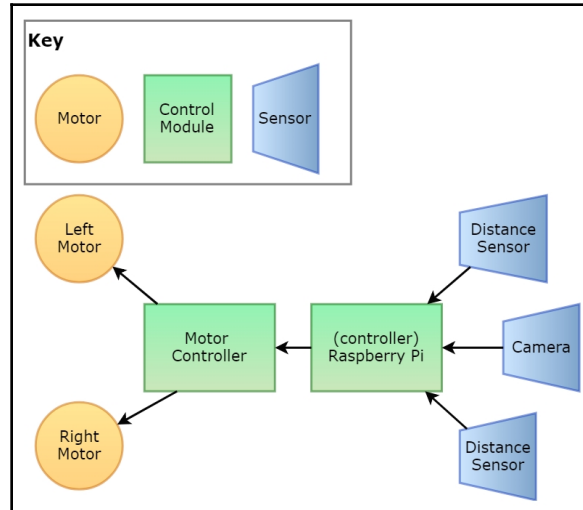 Key
Motor
Control
Module
Sensor
Left
Motor
Distance
Sensor
Motor
Controller
(controller)
Raspberry Pi
Camera
Right
Motor
Distance
Sensor